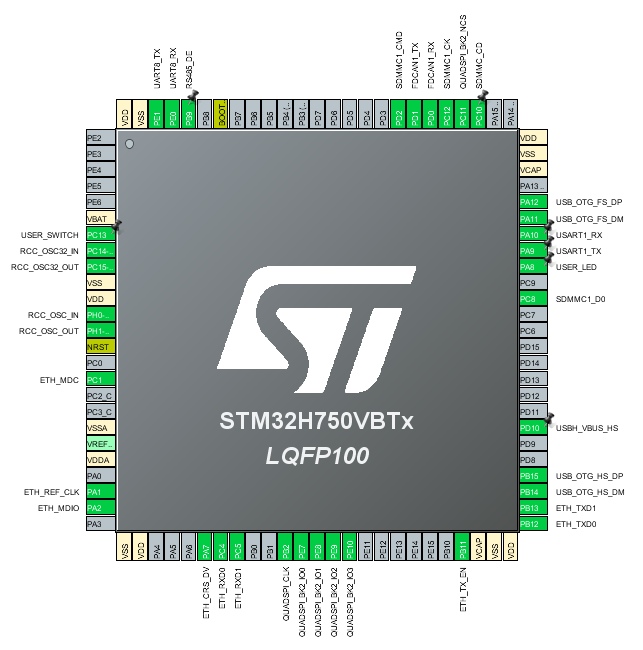 UART8_TX
UART8_RX
RS485_DE
SDMMC1_CMD
FDCAN1_TX
FDCAN1_RX
SDMMC1_CK
QUADSPI_BK2_NCS
SDMMC_CD
VDD
VSS
PE1
PE0
PB9
PB8
BOOT..
PB7
PB6
PB5
PB4 (...
PB3 (...
PD7
PD6
PD5
PD4
PD3
PD2
PD1
PD0
PC12
PC11
PC10
PA15...
PA14...
PE2
PE3
PE4
PE5
PE6
VBAT
USER_SWITCH PC13
RCC_OSC32_IN PC14-..
RCC_OSC32_OUT PC15-..
VSS
VDD
RCC_OSC_IN PH0-..
RCC_OSC_OUT PH1-..
NRST
PC0
ETH_MDC PC1
PC2_C
PC3_C
VSSA
VREF..
VDDA
PA0
ETH_REF_CLK PA1
ETH_MDIO PA2
PA3
STM32H750VBTx
LQFP100
VDD
VSS
VCAP
PA13...
PA12 USB_OTG_FS_DP
PA11 USB_OTG_FS_DM
PA10 USART1_RX
PA9 USART1_TX
PA8 USER_LED
PC9
PC8 SDMMC1_D0
PC7
PC6
PD15
PD14
PD13
PD12
PD11
PD10 USBH_VBUS_HS
PD9
PD8
PB15 USB_OTG_HS_DP
PB14 USB_OTG_HS_DM
PB13 ETH_TXD1
PB12 ETH_TXD0
VSS
VDD
PA4
PA5
PA6
PA7
PC4
PC5
PB0
PB1
PB2
PE7
PE8
PE9
PE10
PE11
PE12
PE13
PE14
PE15
PB10
PB11
VCAP
VSS
VDD
ETH_CRS_DV
ETH_RXD0
ETH_RXD1
QUADSPI_CLK
QUADSPI_BK2_IO0
QUADSPI_BK2_IO1
QUADSPI_BK2_IO2
QUADSPI_BK2_IO3
ETH_TX_EN